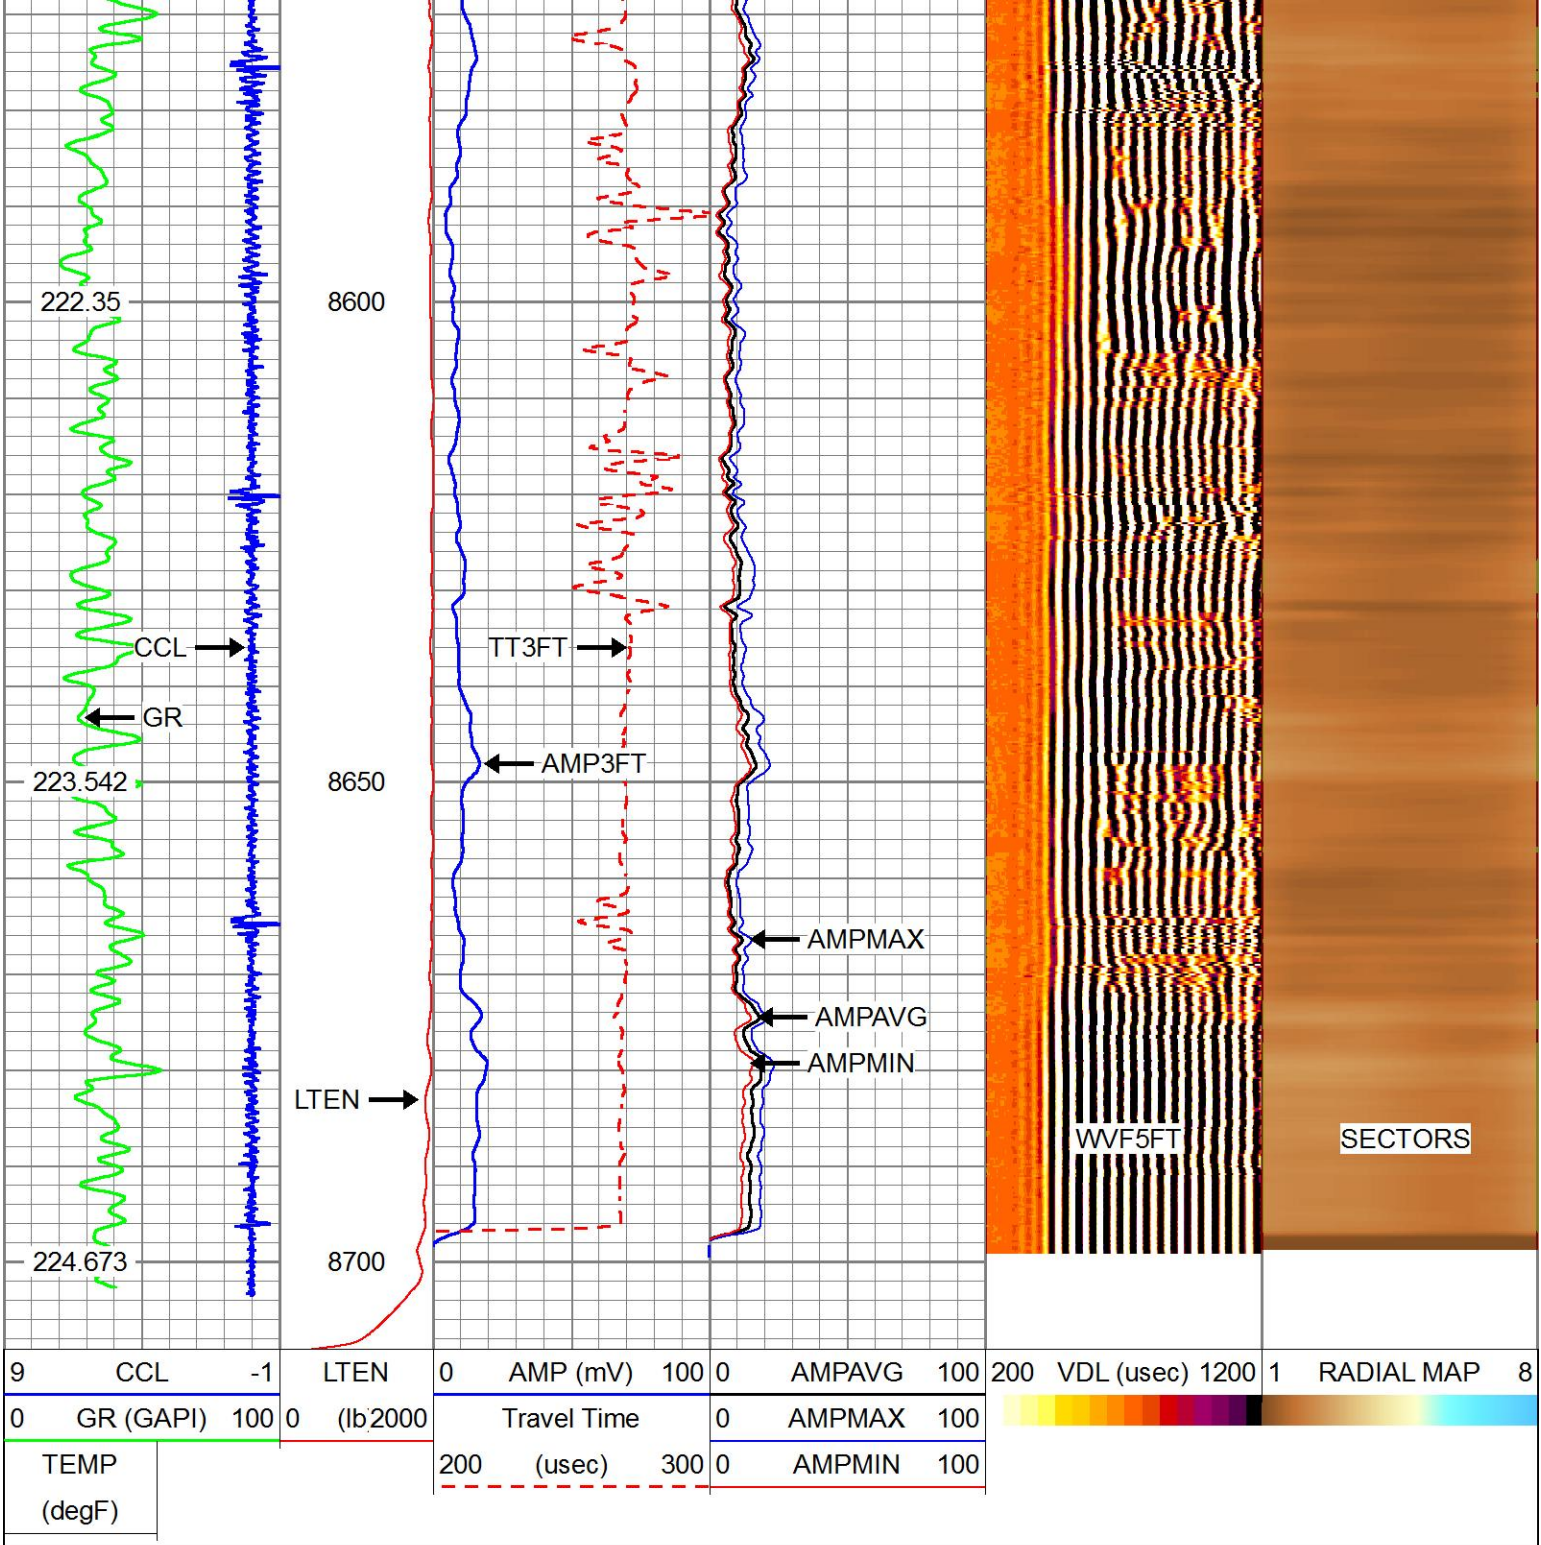 222.35
8600
CCL
TT3FT
GR
AMP3FT
223.542
8650
AMPMAX
AMPAVG
AMPMIN
LTEN
WVF5FT
SECTORS
224.673
8700
9 CCL -1
LTEN
0 AMP (mV) 100
0 AMPAVG 100
200 VDL (usec) 1200
1 RADIAL MAP 8
0 GR (GAPI) 100
0 (lb) 2000
Travel Time
0 AMPMAX 100
TEMP
200 (usec) 300
0 AMPMIN 100
(degF)